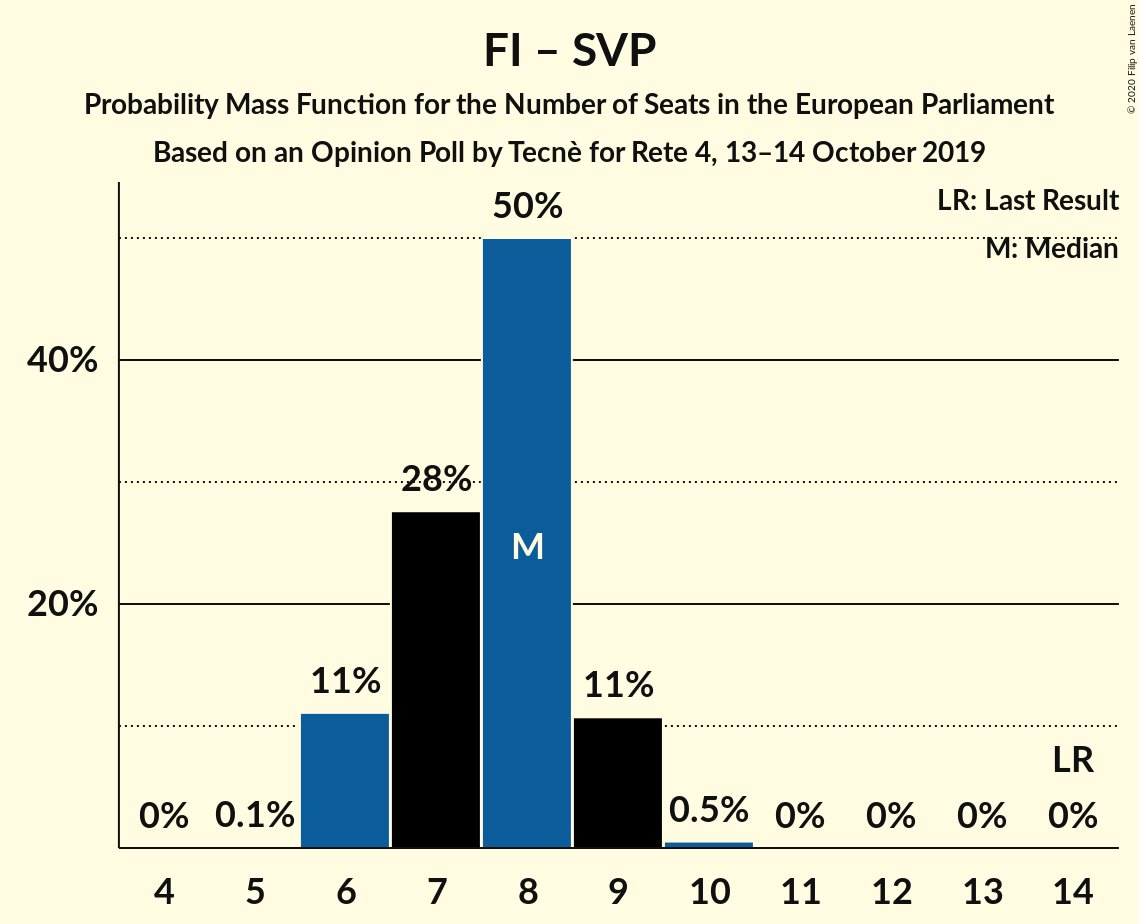 FI – SVP
Probability Mass Function for the Number of Seats in the European Parliament
Based on an Opinion Poll by Tecnè for Rete 4, 13–14 October 2019
© 2020 Filip van Laenen
LR: Last Result
M: Median
50%
40%
28%
M
20%
11%
11%
LR
0%
0.1%
0.5%
0%
0%
0%
0%
4 5 6 7 8 9 10 11 12 13 14